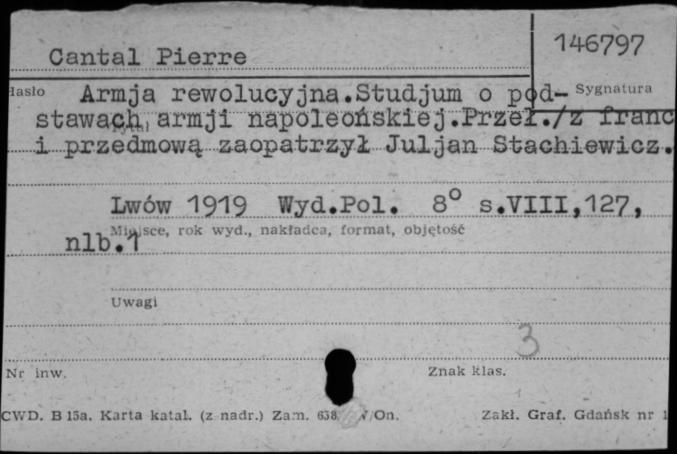 Cantal Pierre
146797
Hasło
Armja rewolucyjna.Studjum o pod-
Sygnatura
stawach armji napoleońskiej.Przeł./z franc
Tytuł
i przedmową zaopatrzył Juljan Stachiewicz.
Lwów 1919 Wyd.Pol. 8° s.VIII,127,
Miejsce, rok wyd., nakładca, format, objętość
nlb.1
Uwagi
3
Nr inw.
Znak klas.
CWD. B 15a. Karta katal. (z nadr.) Zam. 638 V/On. Zakł. Graf. Gdańsk nr 1